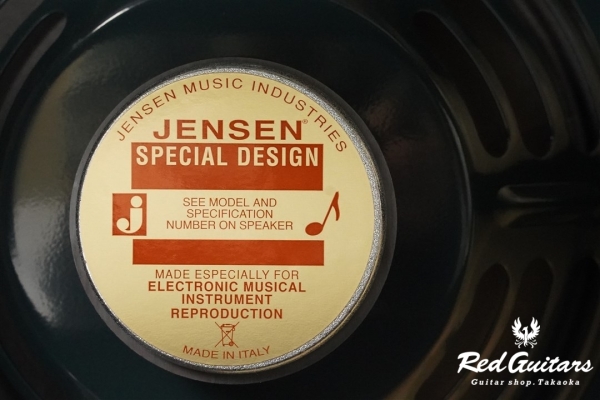 JENSEN MUSIC INDUSTRIES
JENSEN®
SPECIAL DESIGN
j
SEE MODEL AND
SPECIFICATION
NUMBER ON SPEAKER
MADE ESPECIALLY FOR
ELECTRONIC MUSICAL
INSTRUMENT
REPRODUCTION
MADE IN ITALY
Red Guitars
Guitar shop. Takaoka